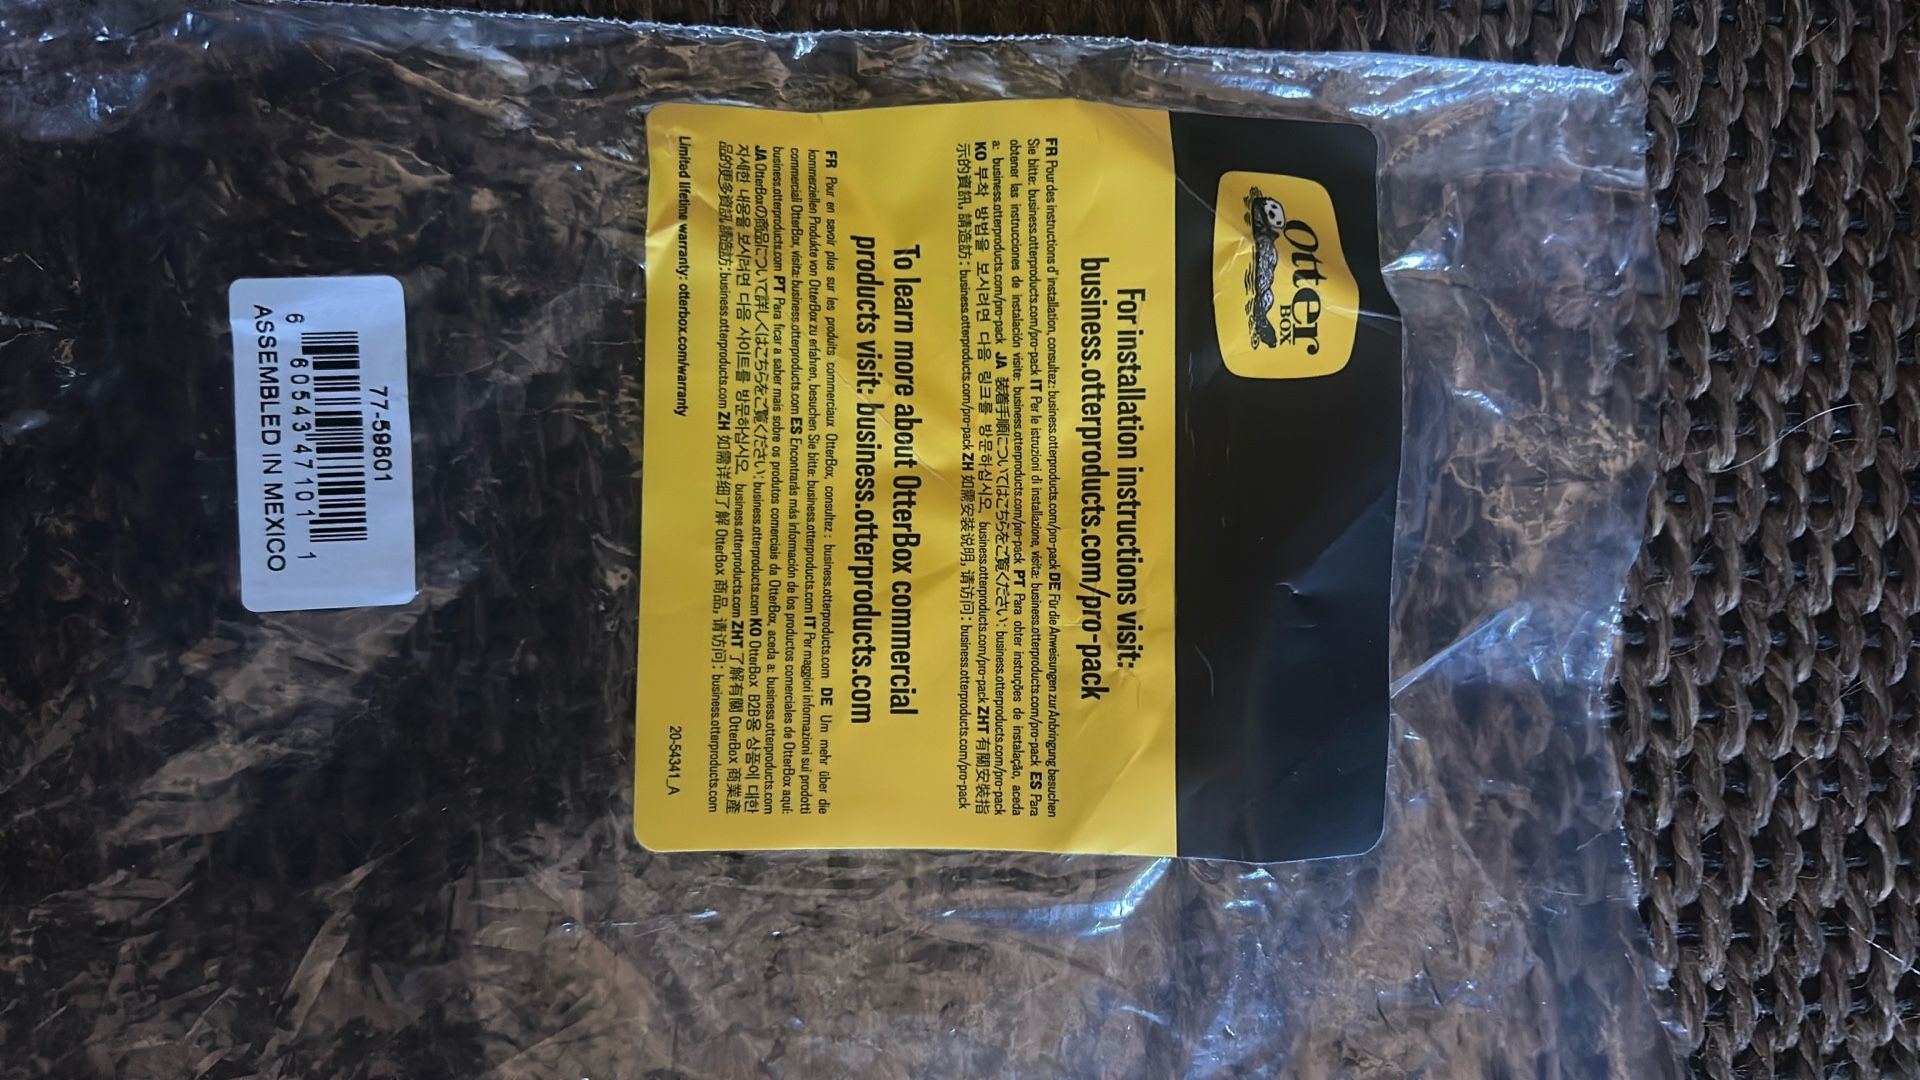 OtterBOX
For installation instructions visit:
business.otterproducts.com/pro-pack
FR Pour des instructions d'installation, consultez: business.otterproducts.com/pro-pack DE Für die Anweisungen zur Anbringung besuchen
Sie bitte: business.otterproducts.com/pro-pack IT Per le istruzioni di installazione, visita: business.otterproducts.com/pro-pack ES Para
obtener las instrucciones de instalación visite: business.otterproducts.com/pro-pack PT Para obter instruções de instalação, aceda
a: business.otterproducts.com/pro-pack JA 装着手順についてはこちらをご覧ください: business.otterproducts.com/pro-pack
KO 부착 방법을 보시려면 다음 링크를 방문하십시오. business.otterproducts.com/pro-pack ZHT 有關安裝指
示的資訊, 請造訪: business.otterproducts.com/pro-pack ZH 如需安装说明, 请访问: business.otterproducts.com/pro-pack
To learn more about OtterBox commercial
products visit: business.otterproducts.com
FR Pour en savoir plus sur les produits commerciaux OtterBox, consultez : business.otterproducts.com DE Um mehr über die
kommerziellen Produkte von OtterBox zu erfahren, besuchen Sie bitte: business.otterproducts.com IT Per maggiori informazioni sui prodotti
commerciali OtterBox, visita: business.otterproducts.com ES Encontrarás más información de los productos comerciales de OtterBox aquí:
business.otterproducts.com PT Para ficar a saber mais sobre os produtos comerciais da OtterBox, aceda a: business.otterproducts.com
JA OtterBoxの商品について詳しくはこちらをご覧ください: business.otterproducts.com KO OtterBox B2B용 상품에 대한
자세한 내용을 보시려면 다음 사이트를 방문하십시오. business.otterproducts.com ZHT 了解有關 OtterBox 商業產
品的更多資訊, 請造訪: business.otterproducts.com ZH 如需详细了解 OtterBox 商品, 请访问: business.otterproducts.com
Limited lifetime warranty: otterbox.com/warranty
20-54341_A
77-59801
6 60543 47101 1
ASSEMBLED IN MEXICO